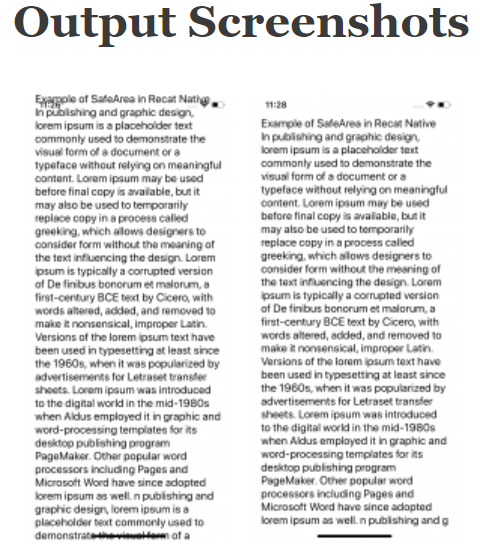 Output Screenshots
Example of SafeArea in Recat Native
11:26
In publishing and graphic design,
lorem ipsum is a placeholder text
commonly used to demonstrate the
visual form of a document or a
typeface without relying on meaningful
content. Lorem ipsum may be used
before final copy is available, but it
may also be used to temporarily
replace copy in a process called
greeking, which allows designers to
consider form without the meaning of
the text influencing the design. Lorem
ipsum is typically a corrupted version
of De finibus bonorum et malorum, a
first-century BCE text by Cicero, with
words altered, added, and removed to
make it nonsensical, improper Latin.
Versions of the lorem ipsum text have
been used in typesetting at least since
the 1960s, when it was popularized by
advertisements for Letraset transfer
sheets. Lorem ipsum was introduced
to the digital world in the mid-1980s
when Aldus employed it in graphic and
word-processing templates for its
desktop publishing program
PageMaker. Other popular word
processors including Pages and
Microsoft Word have since adopted
lorem ipsum as well. n publishing and
graphic design, lorem ipsum is a
placeholder text commonly used to
demonstrate the visual form of a
11:28
Example of SafeArea in Recat Native
In publishing and graphic design,
lorem ipsum is a placeholder text
commonly used to demonstrate the
visual form of a document or a
typeface without relying on meaningful
content. Lorem ipsum may be used
before final copy is available, but it
may also be used to temporarily
replace copy in a process called
greeking, which allows designers to
consider form without the meaning of
the text influencing the design. Lorem
ipsum is typically a corrupted version
of De finibus bonorum et malorum, a
first-century BCE text by Cicero, with
words altered, added, and removed to
make it nonsensical, improper Latin.
Versions of the lorem ipsum text have
been used in typesetting at least since
the 1960s, when it was popularized by
advertisements for Letraset transfer
sheets. Lorem ipsum was introduced
to the digital world in the mid-1980s
when Aldus employed it in graphic and
word-processing templates for its
desktop publishing program
PageMaker. Other popular word
processors including Pages and
Microsoft Word have since adopted
lorem ipsum as well. n publishing and g